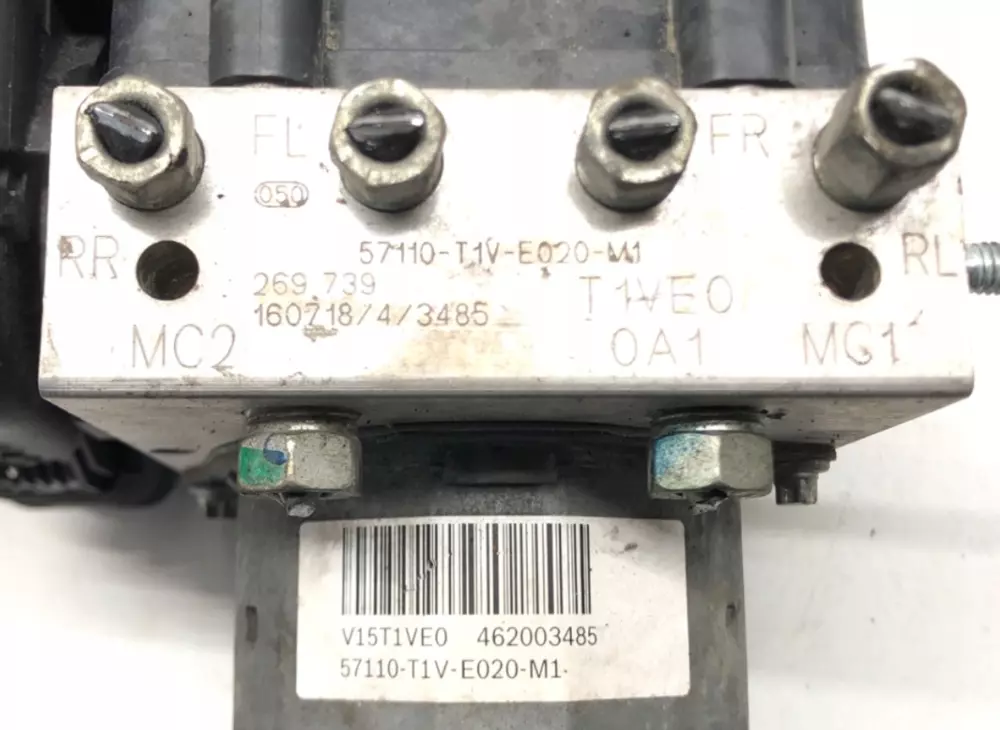 FL FR
050
RR 57110-T1V-E020-M1 RL
269 739 T1VE0
160718/4/3485
MC2 0A1 MC1
V15T1VE0 462003485
57110-T1V-E020-M1